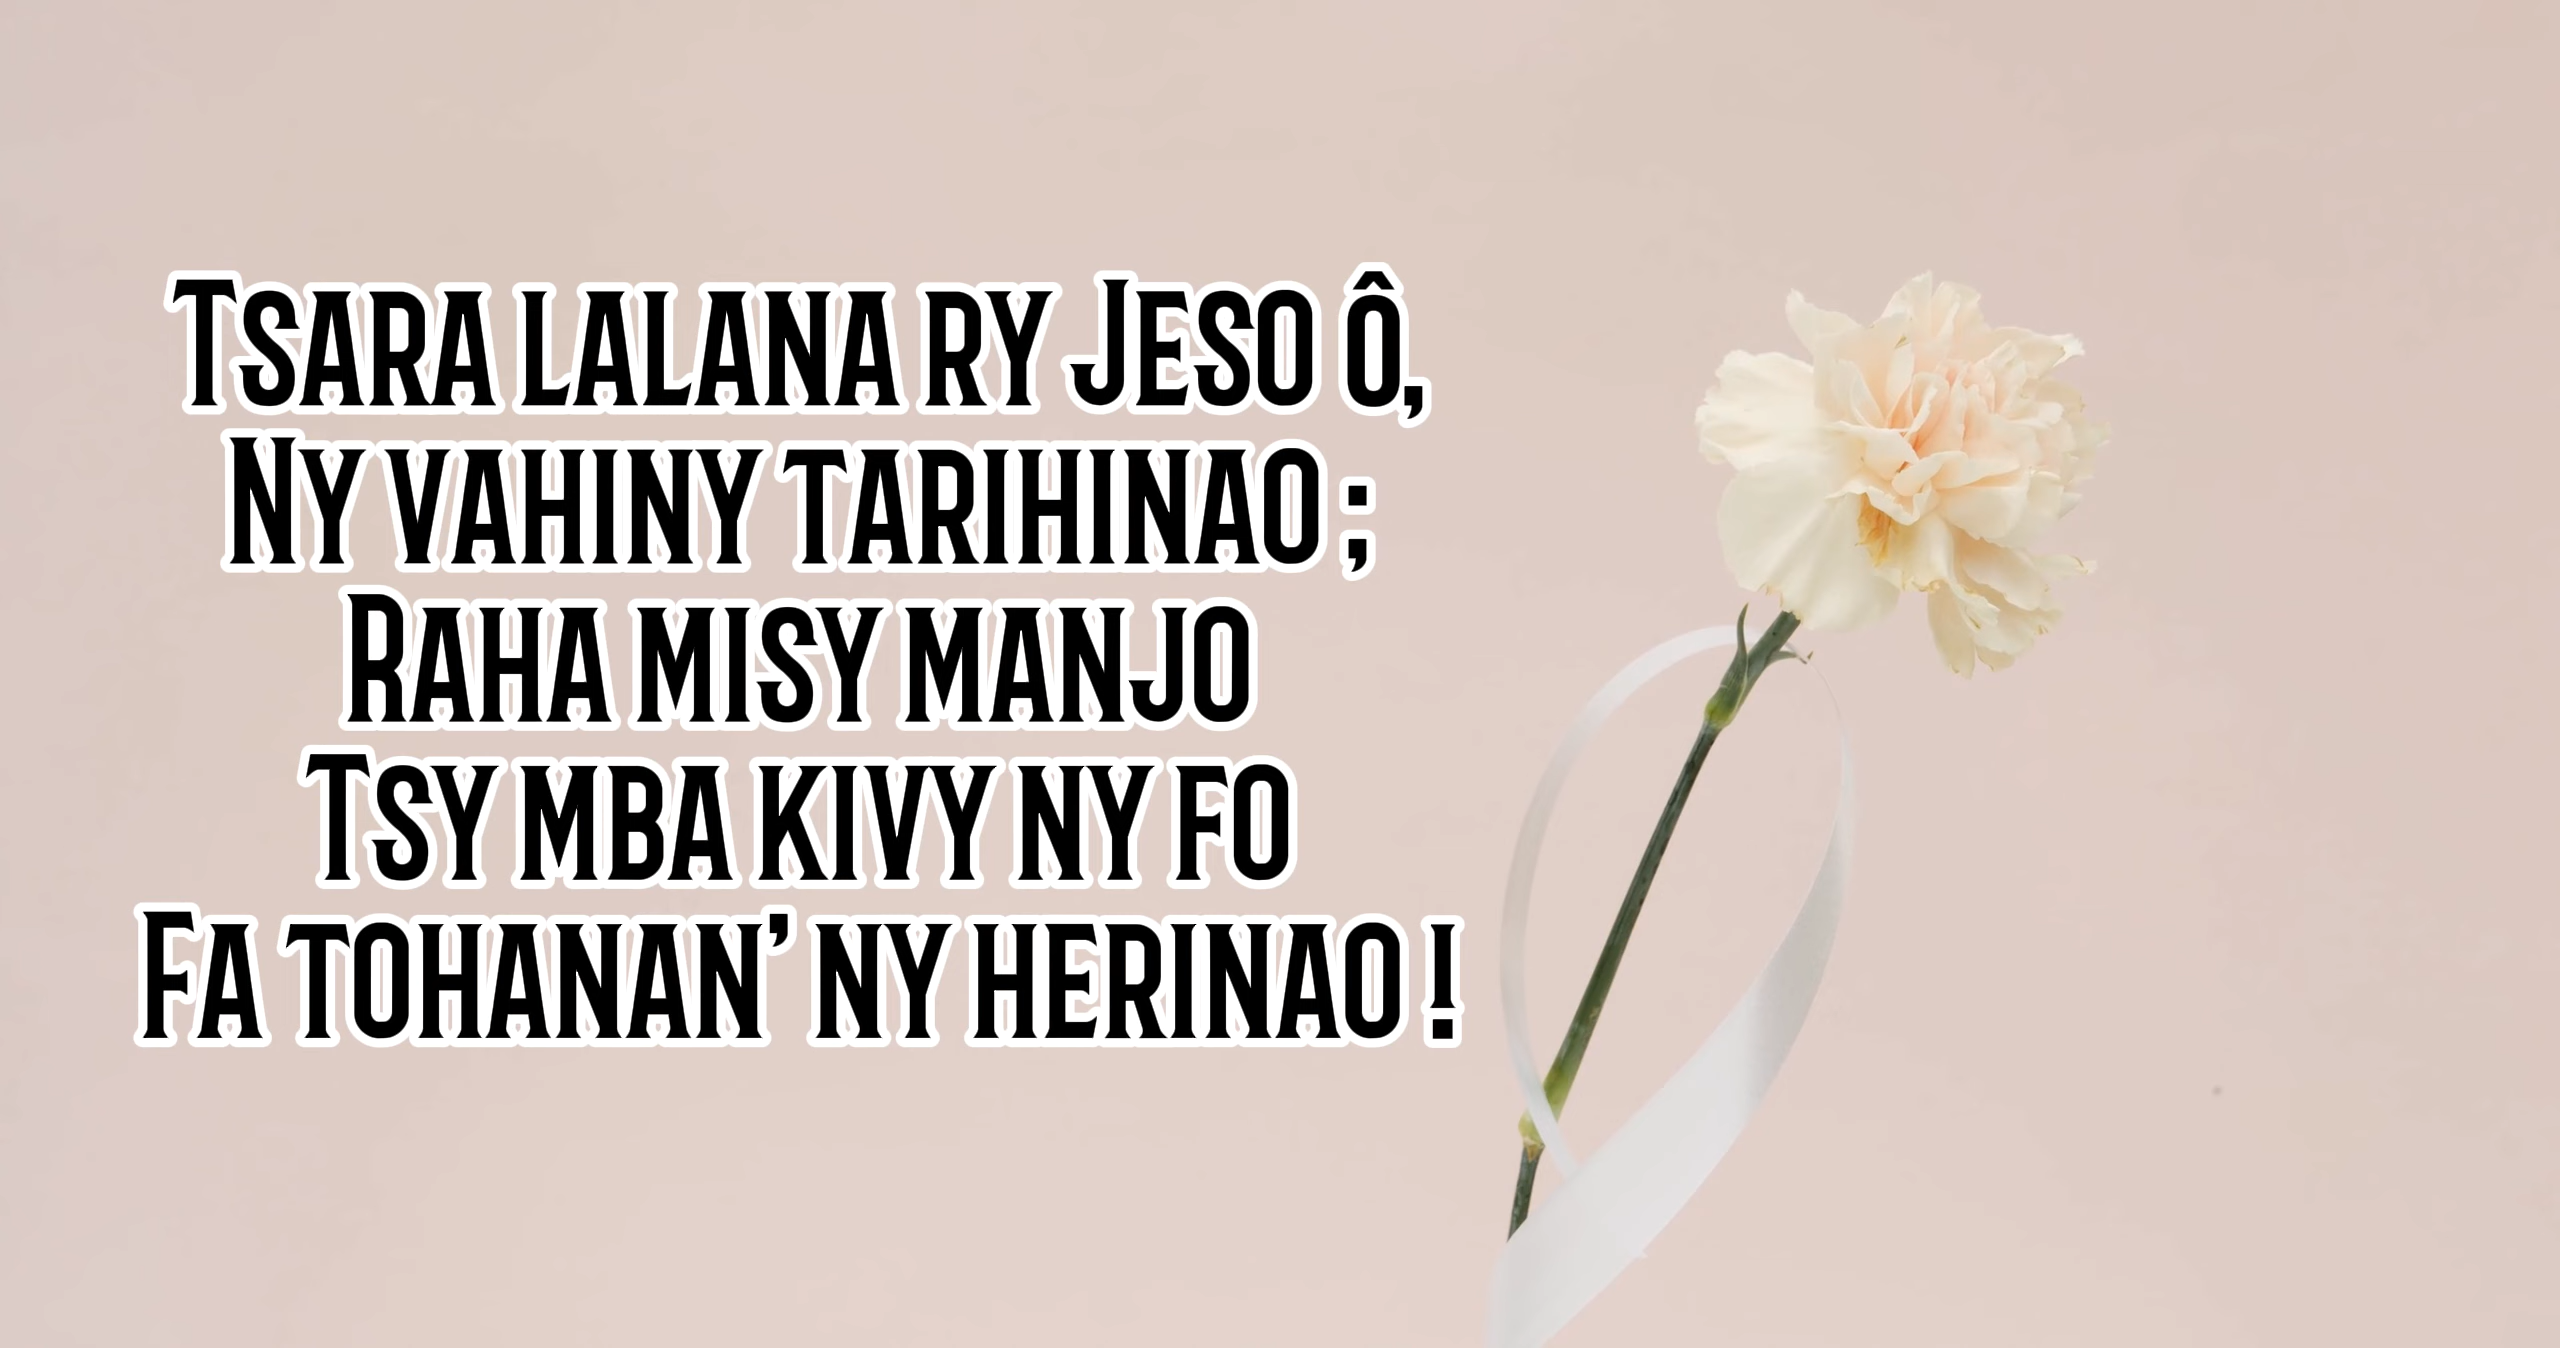 Tsara lalana ry Jeso ô,
Ny vahiny tarihinao ;
Raha misy manjo
Tsy mba kivy ny fo
Fa tohanan’ ny herinao !